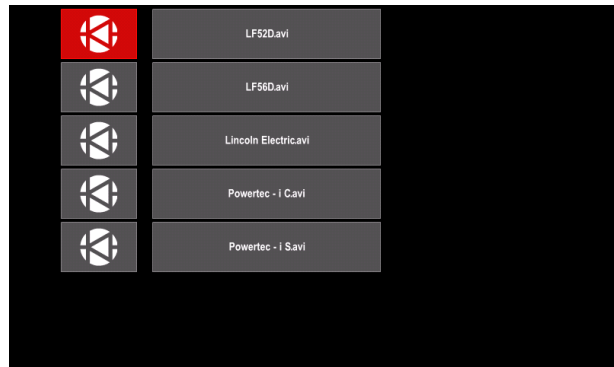 LF52D.avi
LF56D.avi
Lincoln Electric.avi
Powertec - i C.avi
Powertec - i S.avi